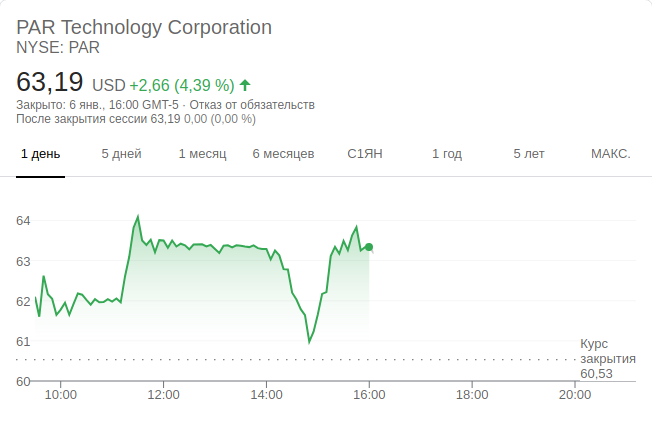 PAR Technology Corporation
NYSE: PAR
63,19 USD +2,66 (4,39 %)
Закрыто: 6 янв., 16:00 GMT-5 · Отказ от обязательств
После закрытия сессии 63,19 0,00 (0,00 %)
1 день 5 дней 1 месяц 6 месяцев С1ЯН 1 год 5 лет МАКС.
64
63
62
61
Курс
закрытия
60,53
60
10:00 12:00 14:00 16:00 18:00 20:00